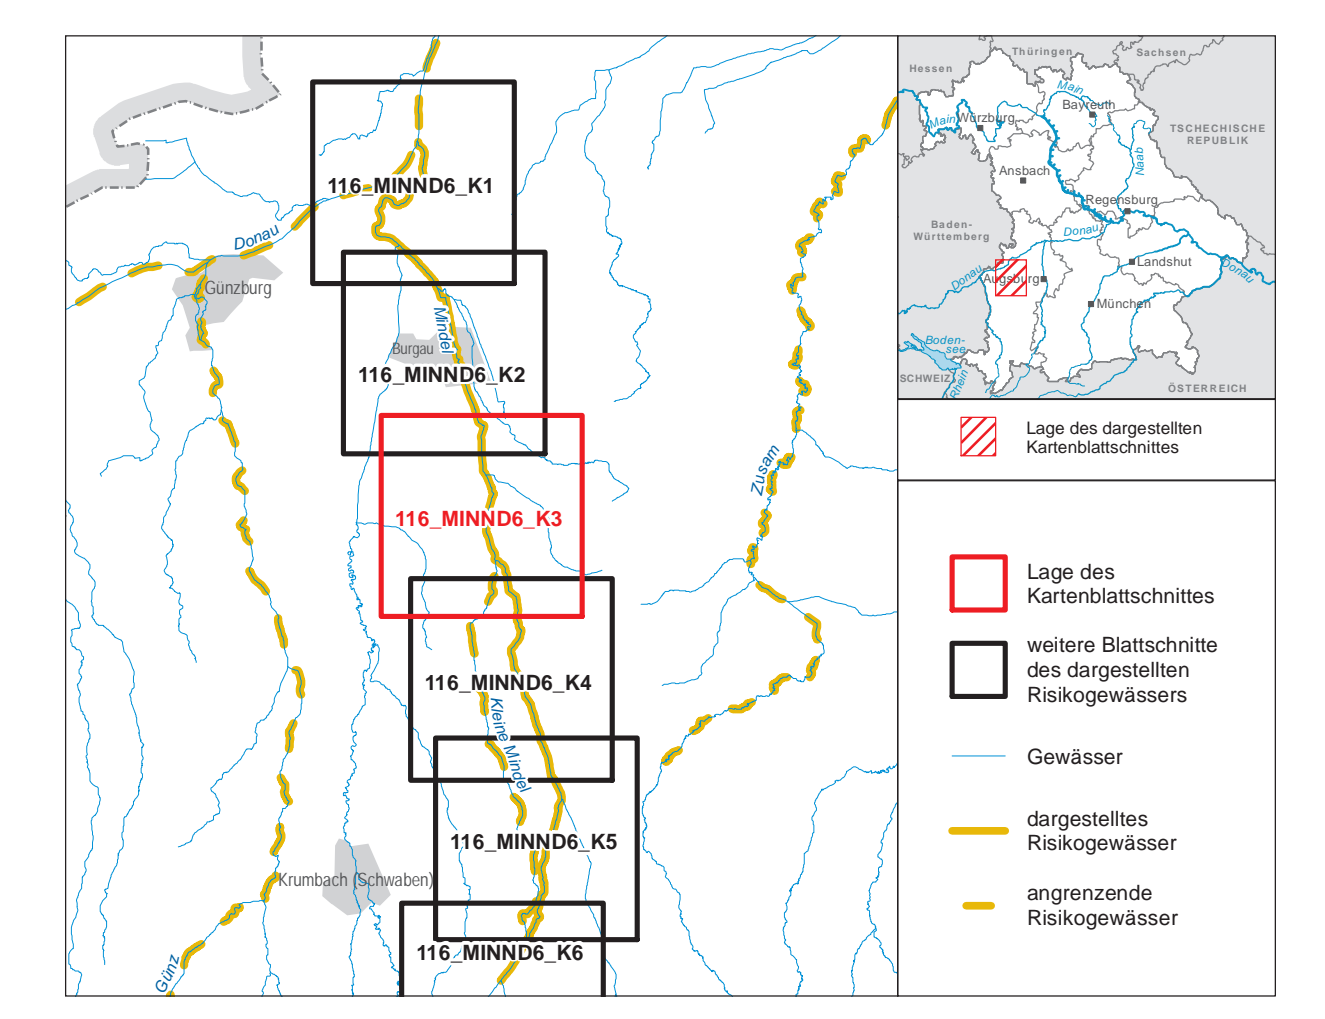 116_MINND6_K1
Donau
Günzburg
Mindel
Burgau
116_MINND6_K2
Zusam
116_MINND6_K3
116_MINND6_K4
Kleine Mindel
116_MINND6_K5
Krumbach (Schwaben)
116_MINND6_K6
Günz
Thüringen
Sachsen
Hessen
Main
Bayreuth
Main
Würzburg
TSCHECHISCHE
REPUBLIK
Naab
Ansbach
Regensburg
Baden-
Württemberg
Donau
Landshut
Donau
Donau
Augsburg
München
Boden-
see
SCHWEIZ
Rhein
ÖSTERREICH
Lage des dargestellten
Kartenblattschnittes
Lage des
Kartenblattschnittes
weitere Blattschnitte
des dargestellten
Risikogewässers
Gewässer
dargestelltes
Risikogewässer
angrenzende
Risikogewässer